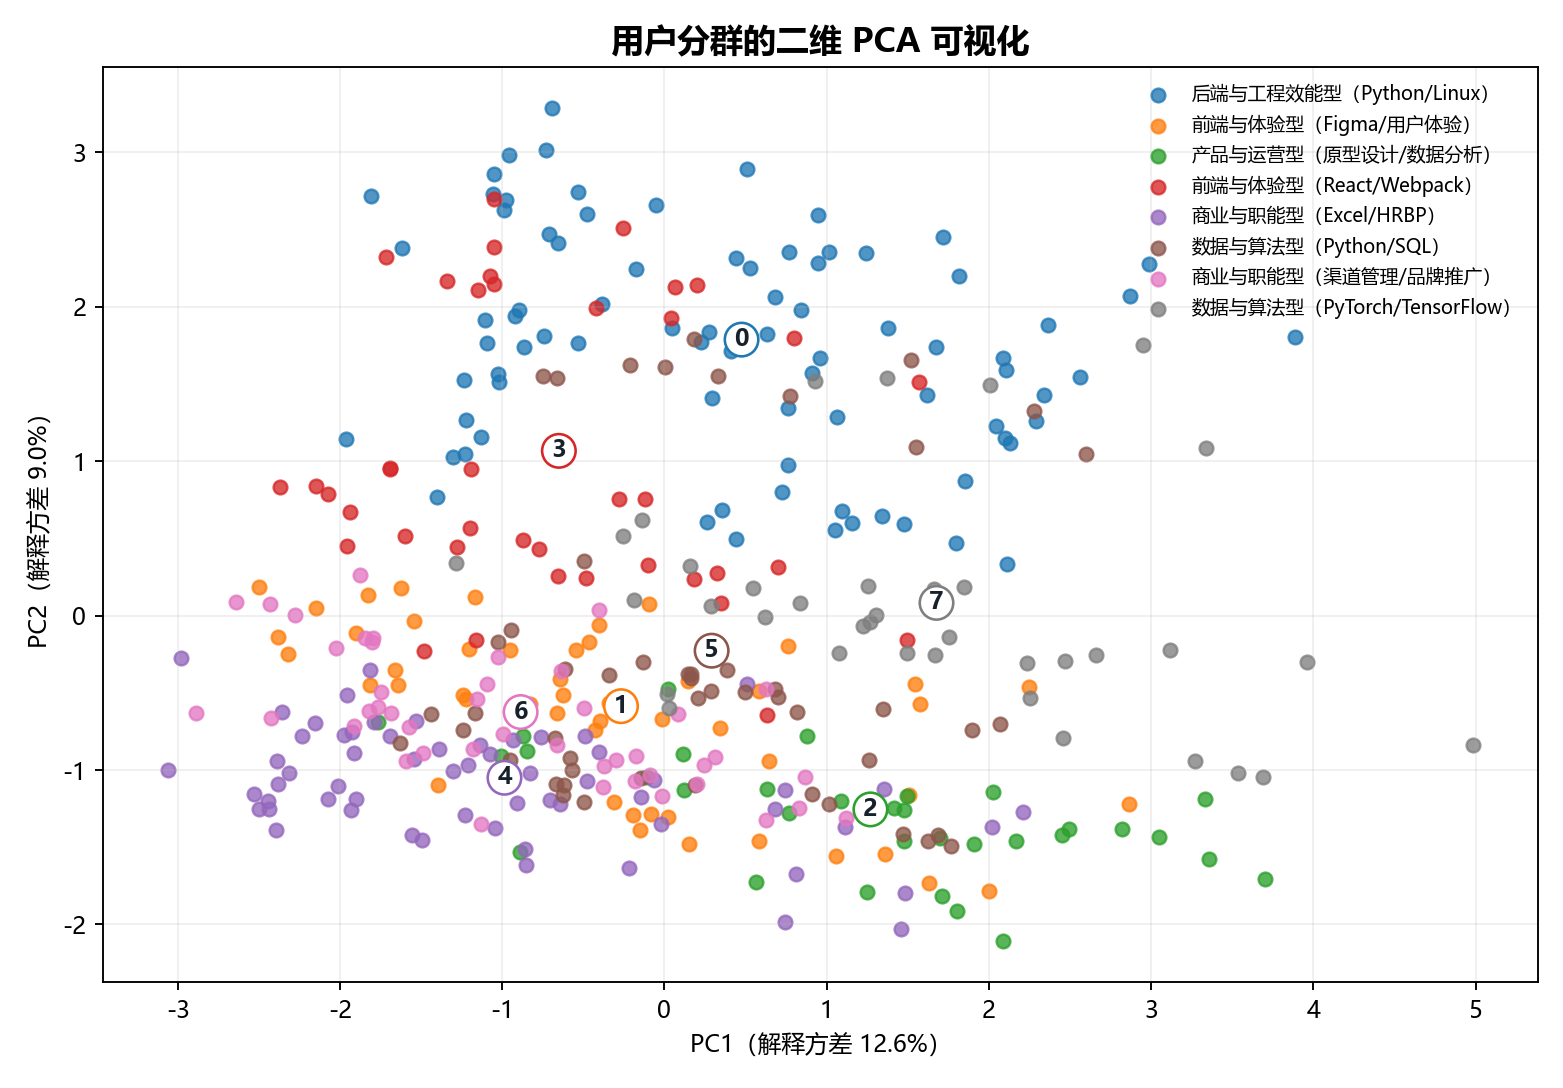 用户分群的二维 PCA 可视化
后端与工程效能型（Python/Linux）
前端与体验型（Figma/用户体验）
产品与运营型（原型设计/数据分析）
前端与体验型（React/Webpack）
商业与职能型（Excel/HRBP）
数据与算法型（Python/SQL）
商业与职能型（渠道管理/品牌推广）
数据与算法型（PyTorch/TensorFlow）
PC2（解释方差 9.0%）
3
2
1
0
-1
-2
0
3
7
5
1
6
4
2
-3
-2
-1
0
1
2
3
4
5
PC1（解释方差 12.6%）